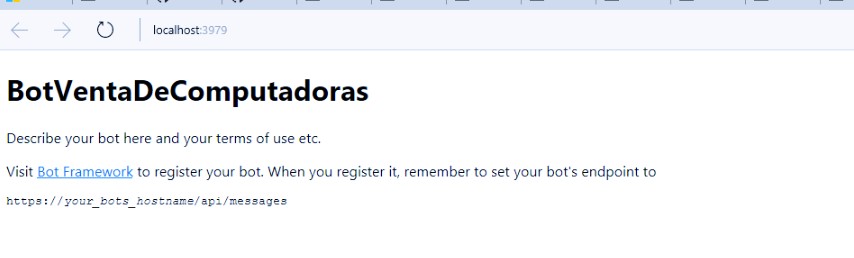 localhost:3979
BotVentaDeComputadoras
Describe your bot here and your terms of use etc.
Visit Bot Framework to register your bot. When you register it, remember to set your bot's endpoint to
https://your_bots_hostname/api/messages